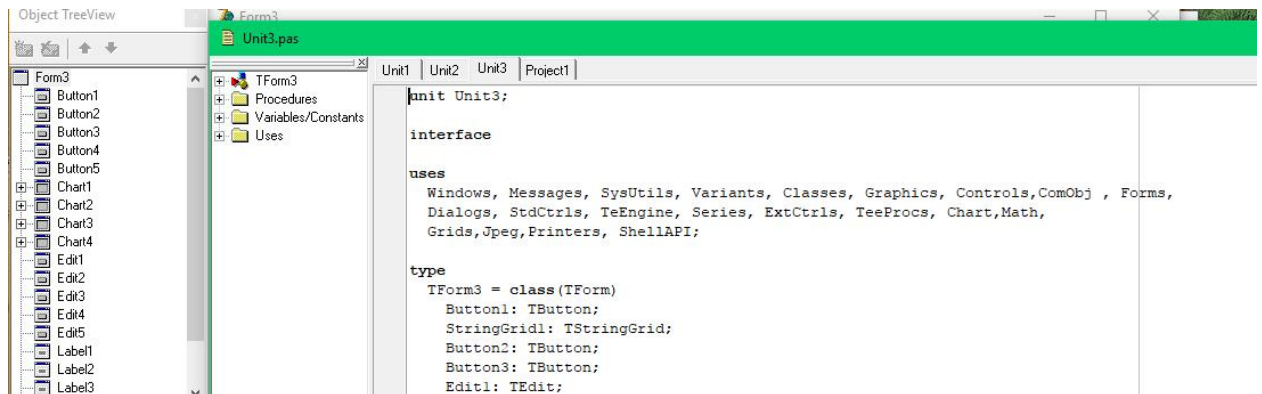 Object TreeView
Form3
Button1
Button2
Button3
Button4
Button5
Chart1
Chart2
Chart3
Chart4
Edit1
Edit2
Edit3
Edit4
Edit5
Label1
Label2
Label3
Form3
Unit3.pas
TForm3
Procedures
Variables/Constants
Uses
Unit1 Unit2 Unit3 Project1
unit Unit3;
interface
uses
Windows, Messages, SysUtils, Variants, Classes, Graphics, Controls,ComObj , Forms,
Dialogs, StdCtrls, TeEngine, Series, ExtCtrls, TeeProcs, Chart,Math,
Grids,Jpeg,Printers, ShellAPI;
type
TForm3 = class(TForm)
Button1: TButton;
StringGrid1: TStringGrid;
Button2: TButton;
Button3: TButton;
Edit1: TEdit;